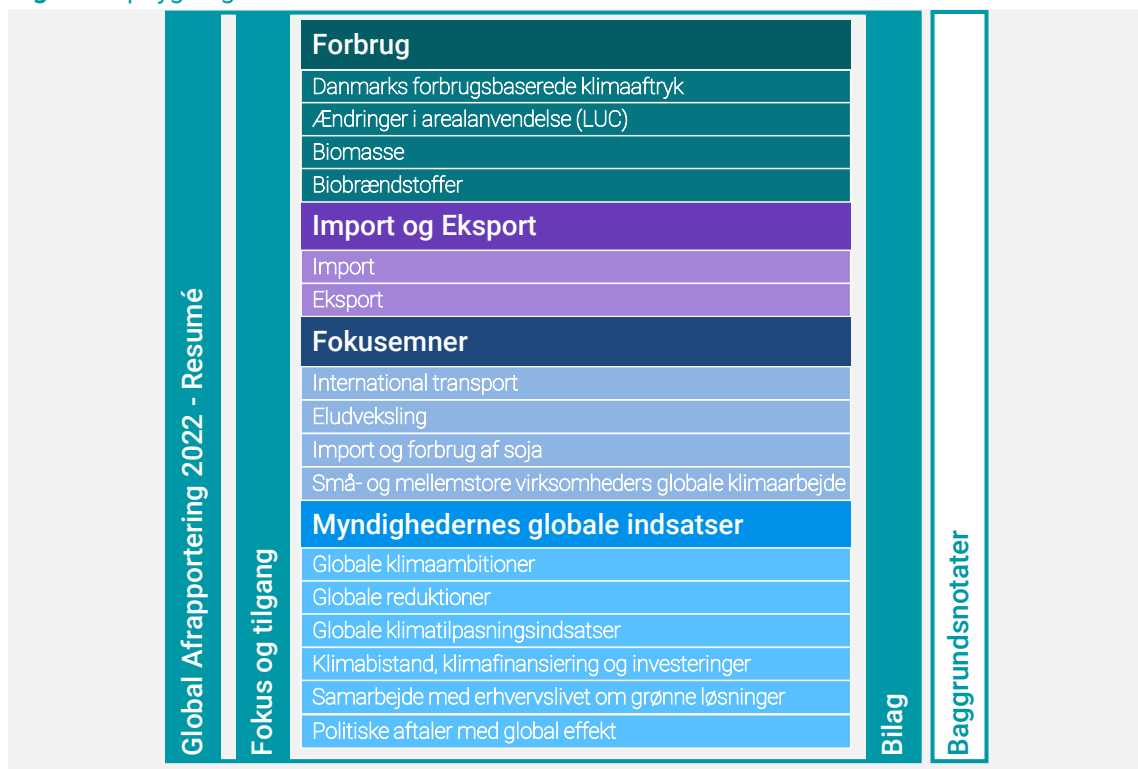 Global Afrapportering 2022 - Resumé
Fokus og tilgang
Forbrug
Danmarks forbrugsbaserede klimaaftryk
Ændringer i arealanvendelse (LUC)
Biomasse
Biobrændstoffer
Import og Eksport
Import
Eksport
Fokusemner
International transport
Eludveksling
Import og forbrug af soja
Små- og mellemstore virksomheders globale klimaarbejde
Myndighedernes globale indsatser
Globale klimaambitioner
Globale reduktioner
Globale klimatilpasningsindsatser
Klimabistand, klimafinansiering og investeringer
Samarbejde med erhvervslivet om grønne løsninger
Politiske aftaler med global effekt
Bilag
Baggrundsnotater